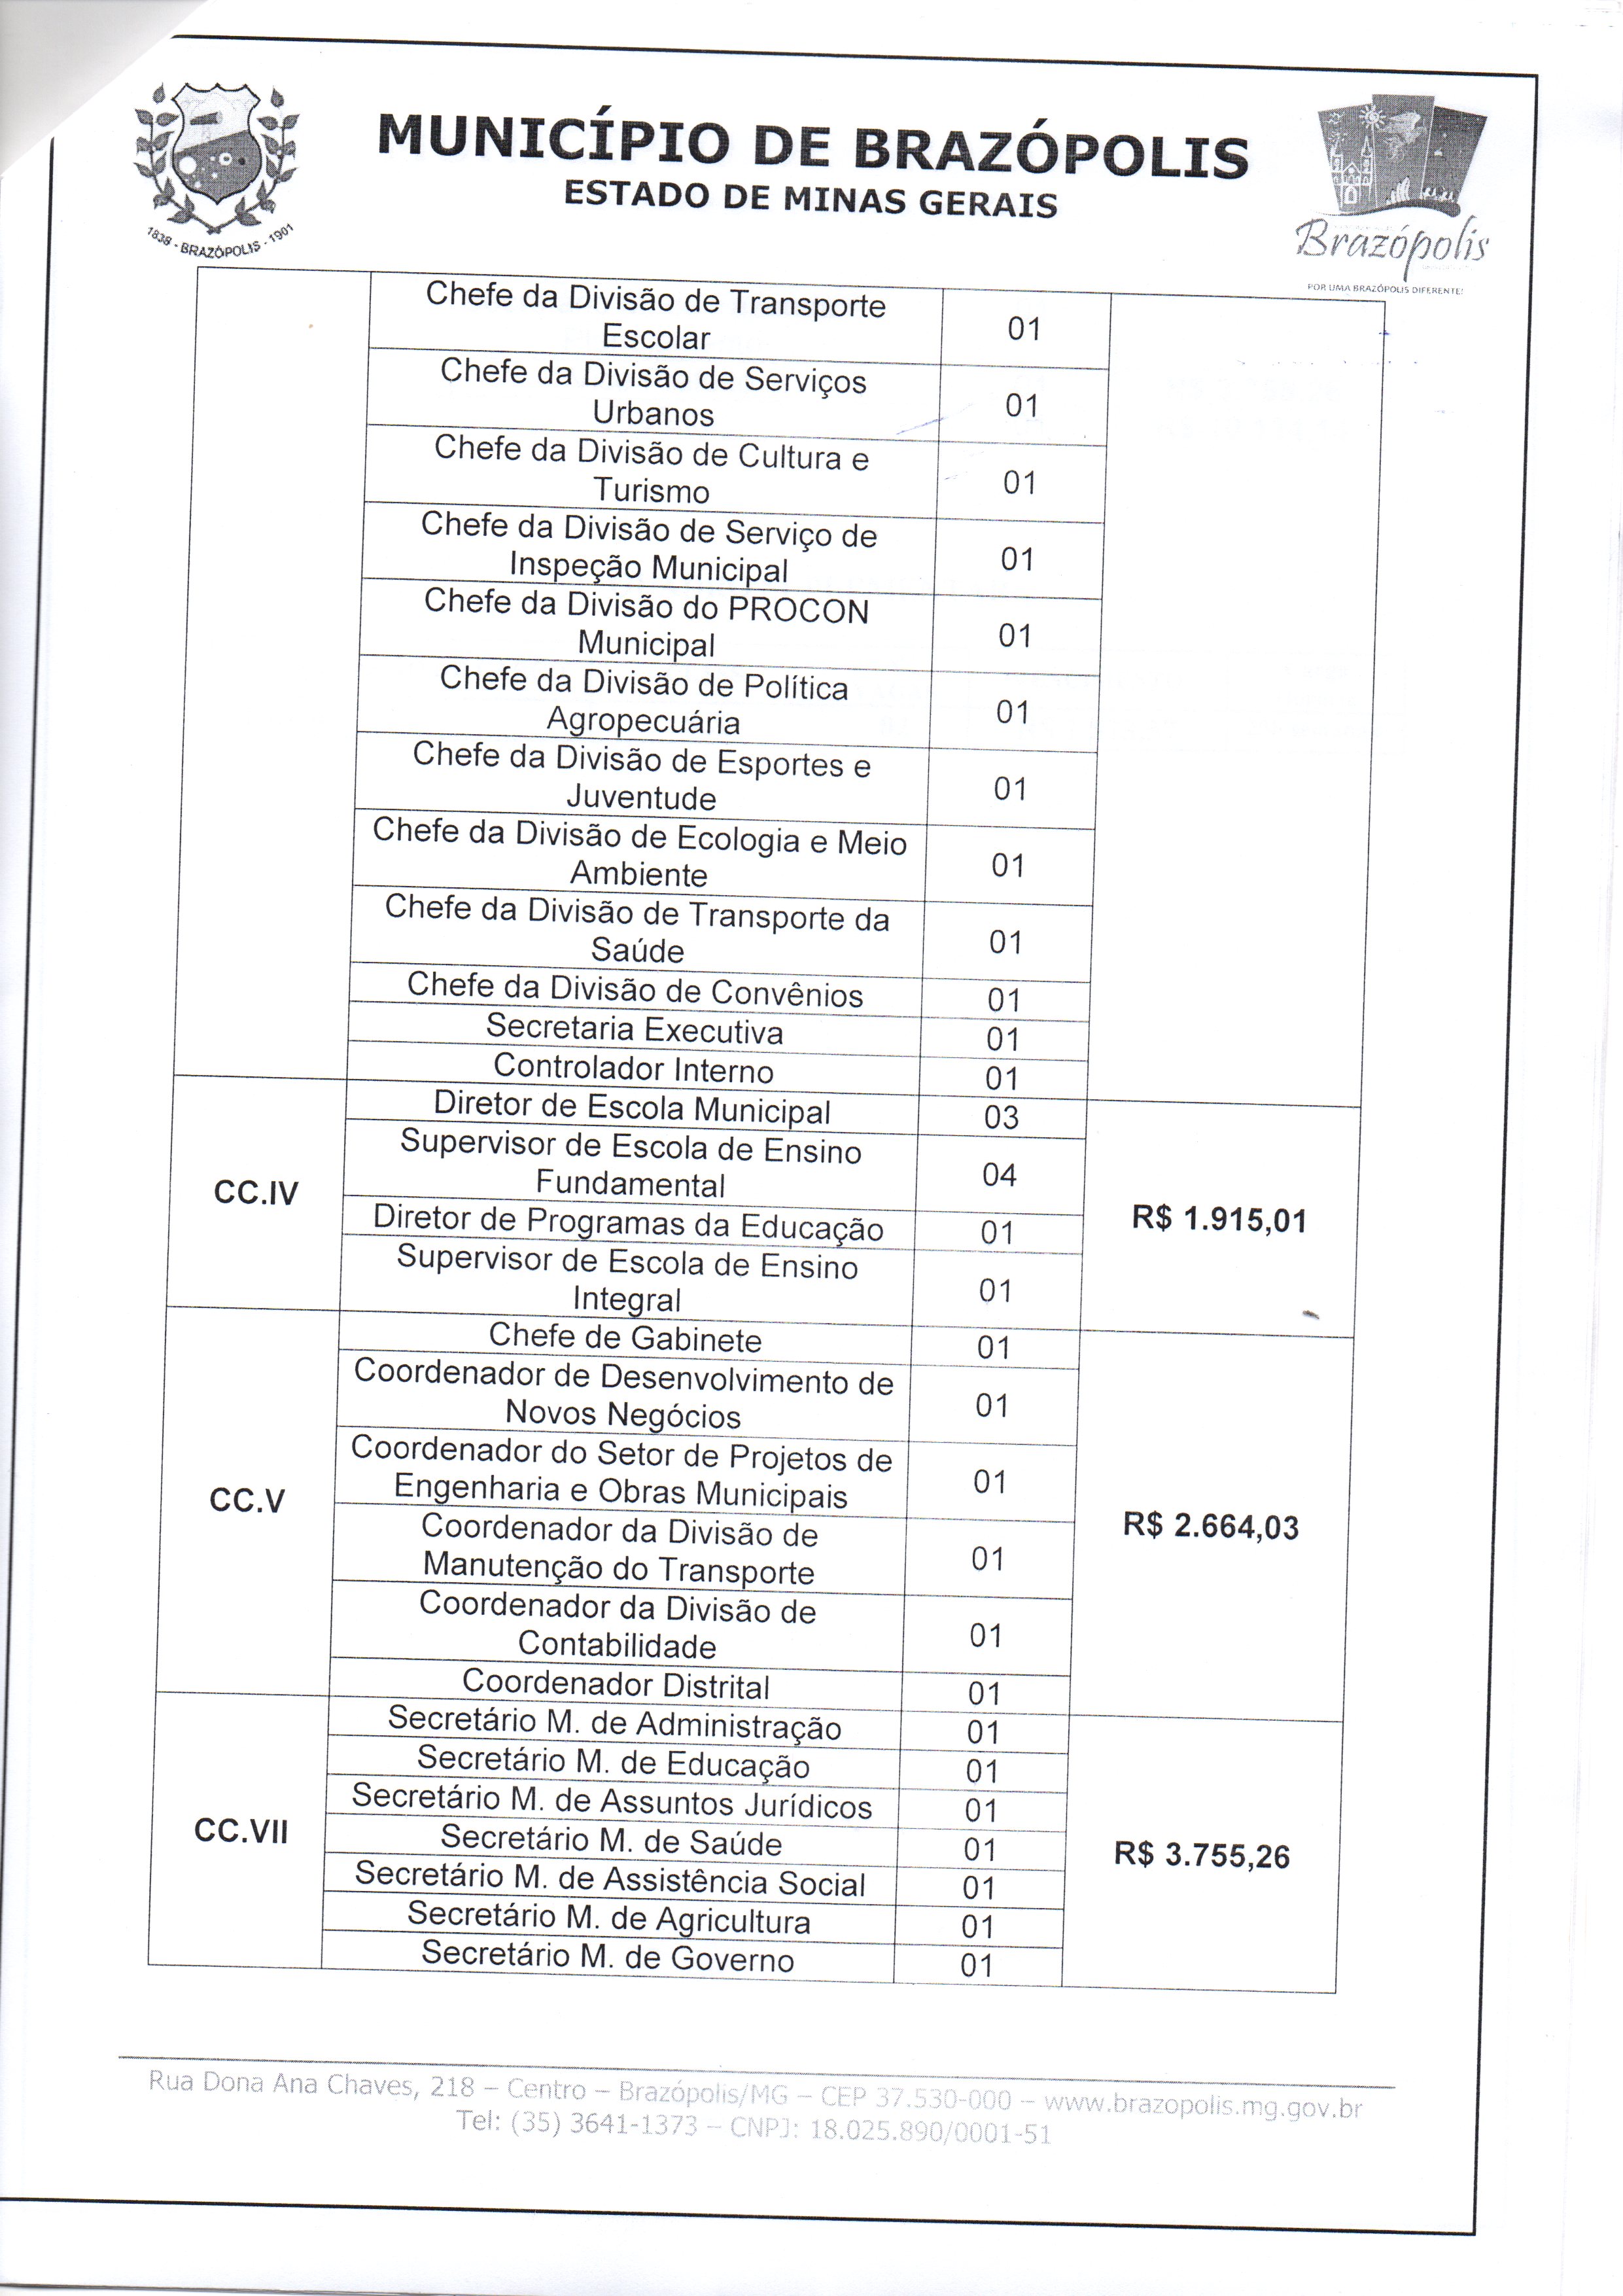 MUNICÍPIO DE BRAZÓPOLIS
ESTADO DE MINAS GERAIS
1838 - BRAZÓPOLIS - 1901
Brazópolis
POR UMA BRAZÓPOLIS DIFERENTE!
Chefe da Divisão de Transporte
Escolar 01
Chefe da Divisão de Serviços
Urbanos 01
Chefe da Divisão de Cultura e
Turismo 01
Chefe da Divisão de Serviço de
Inspeção Municipal 01
Chefe da Divisão do PROCON
Municipal 01
Chefe da Divisão de Política
Agropecuária 01
Chefe da Divisão de Esportes e
Juventude 01
Chefe da Divisão de Ecologia e Meio
Ambiente 01
Chefe da Divisão de Transporte da
Saúde 01
Chefe da Divisão de Convênios 01
Secretaria Executiva 01
Controlador Interno 01
CC.IV
Diretor de Escola Municipal 03
Supervisor de Escola de Ensino
Fundamental 04
Diretor de Programas da Educação 01
Supervisor de Escola de Ensino
Integral 01
R$ 1.915,01
CC.V
Chefe de Gabinete 01
Coordenador de Desenvolvimento de
Novos Negócios 01
Coordenador do Setor de Projetos de
Engenharia e Obras Municipais 01
Coordenador da Divisão de
Manutenção do Transporte 01
Coordenador da Divisão de
Contabilidade 01
Coordenador Distrital 01
R$ 2.664,03
CC.VII
Secretário M. de Administração 01
Secretário M. de Educação 01
Secretário M. de Assuntos Jurídicos 01
Secretário M. de Saúde 01
Secretário M. de Assistência Social 01
Secretário M. de Agricultura 01
Secretário M. de Governo 01
R$ 3.755,26
Rua Dona Ana Chaves, 218 – Centro – Brazópolis/MG – CEP 37.530-000 – www.brazopolis.mg.gov.br
Tel: (35) 3641-1373 – CNPJ: 18.025.890/0001-51